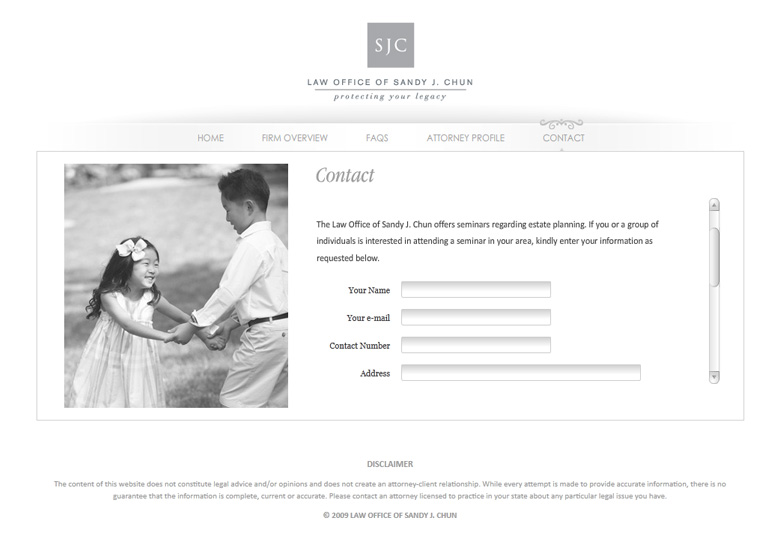 SJC
LAW OFFICE OF SANDY J. CHUN
protecting your legacy
HOME FIRM OVERVIEW FAQS ATTORNEY PROFILE CONTACT
Contact
The Law Office of Sandy J. Chun offers seminars regarding estate planning. If you or a group of
individuals is interested in attending a seminar in your area, kindly enter your information as
requested below.
Your Name
Your e-mail
Contact Number
Address
DISCLAIMER
The content of this website does not constitute legal advice and/or opinions and does not create an attorney-client relationship. While every attempt is made to provide accurate information, there is no
guarantee that the information is complete, current or accurate. Please contact an attorney licensed to practice in your state about any particular legal issue you have.
© 2009 LAW OFFICE OF SANDY J. CHUN